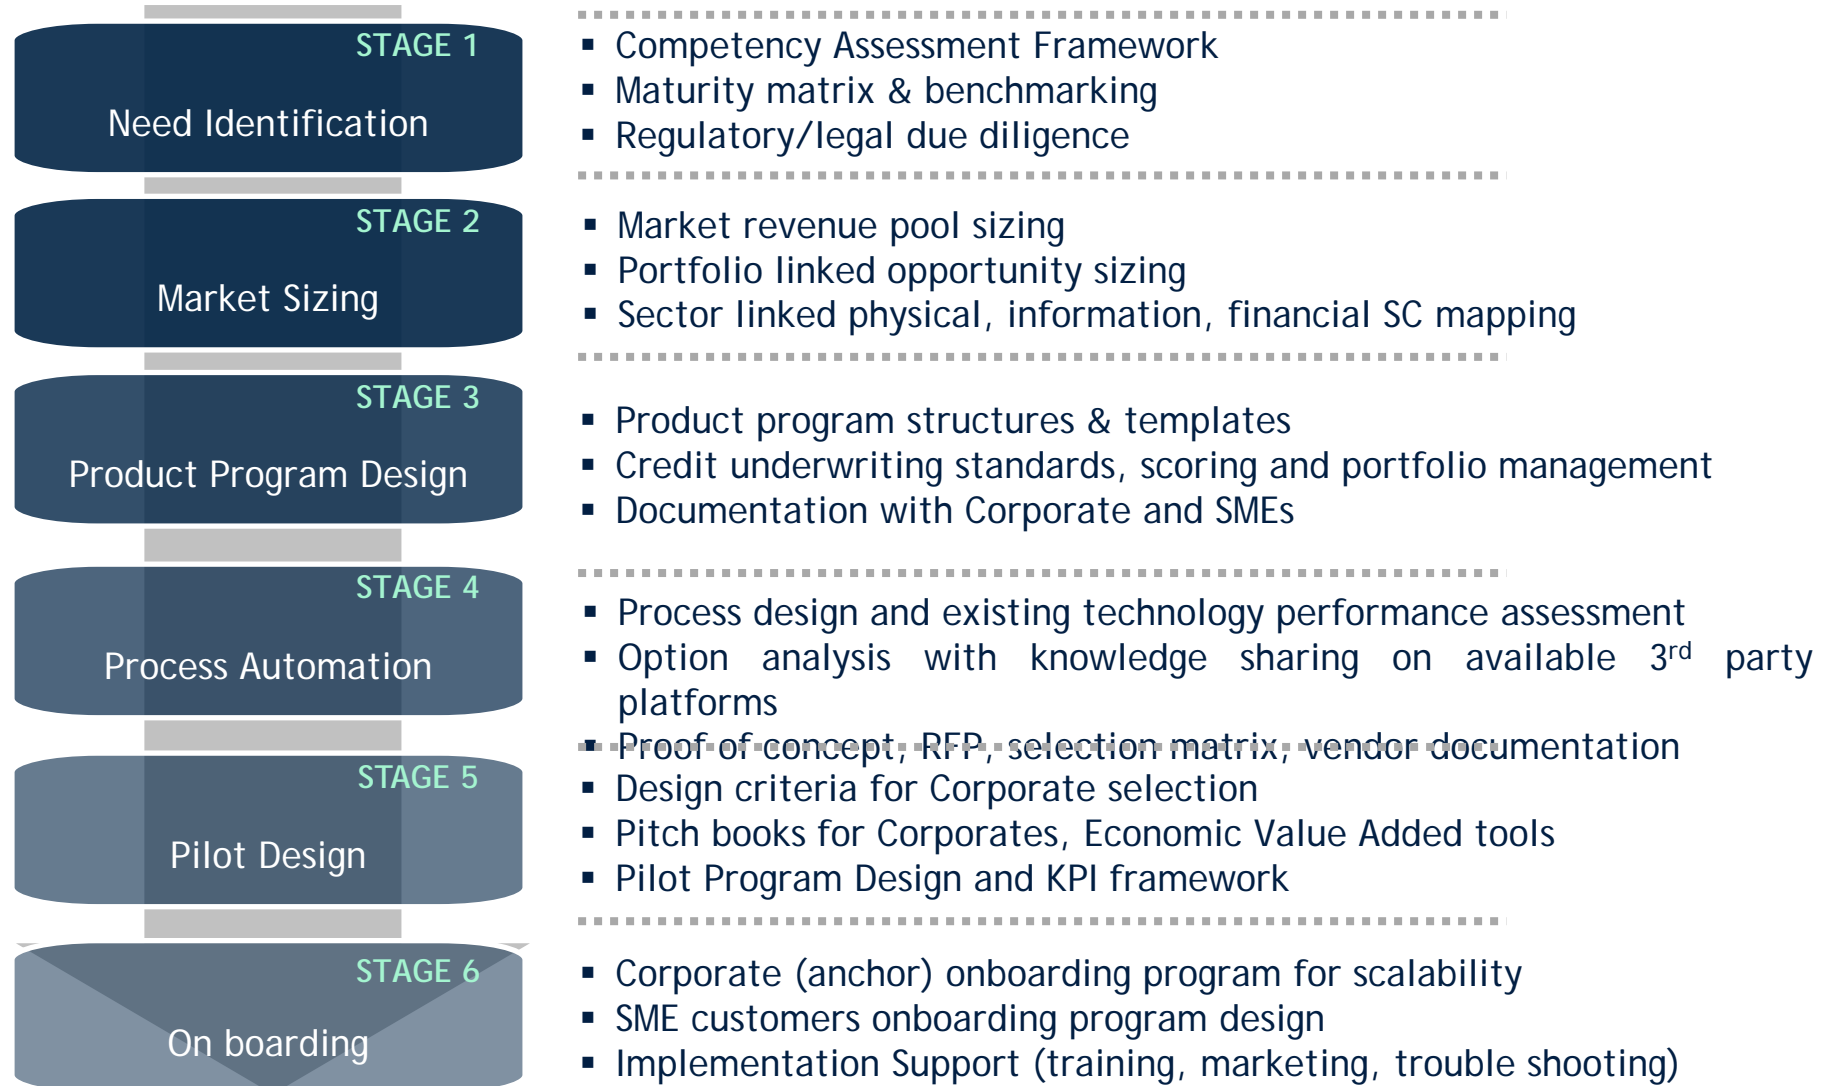 STAGE 1
Need Identification
▪ Competency Assessment Framework
▪ Maturity matrix & benchmarking
▪ Regulatory/legal due diligence
STAGE 2
Market Sizing
▪ Market revenue pool sizing
▪ Portfolio linked opportunity sizing
▪ Sector linked physical, information, financial SC mapping
STAGE 3
Product Program Design
▪ Product program structures & templates
▪ Credit underwriting standards, scoring and portfolio management
▪ Documentation with Corporate and SMEs
STAGE 4
Process Automation
▪ Process design and existing technology performance assessment
▪ Option analysis with knowledge sharing on available 3rd party
platforms
▪ Proof of concept, RFP, selection matrix, vendor documentation
STAGE 5
Pilot Design
▪ Design criteria for Corporate selection
▪ Pitch books for Corporates, Economic Value Added tools
▪ Pilot Program Design and KPI framework
STAGE 6
On boarding
▪ Corporate (anchor) onboarding program for scalability
▪ SME customers onboarding program design
▪ Implementation Support (training, marketing, trouble shooting)